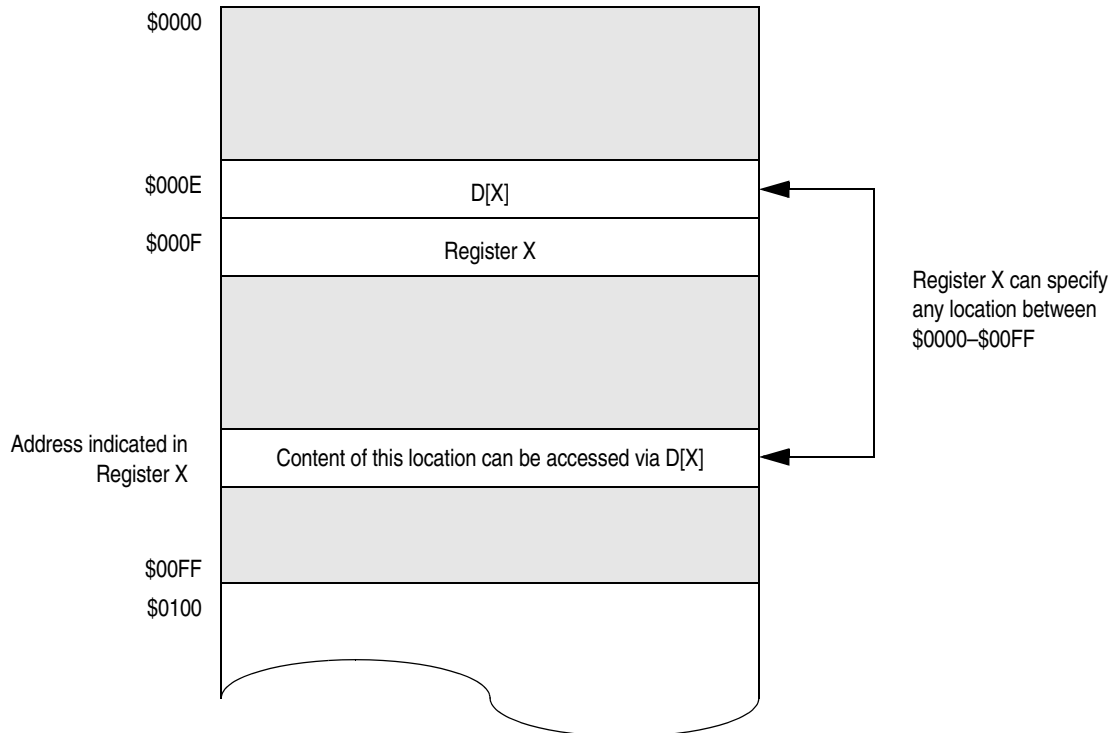 $0000
$000E
D[X]
$000F
Register X
Register X can specify
any location between
$0000–$00FF
Address indicated in
Register X
Content of this location can be accessed via D[X]
$00FF
$0100